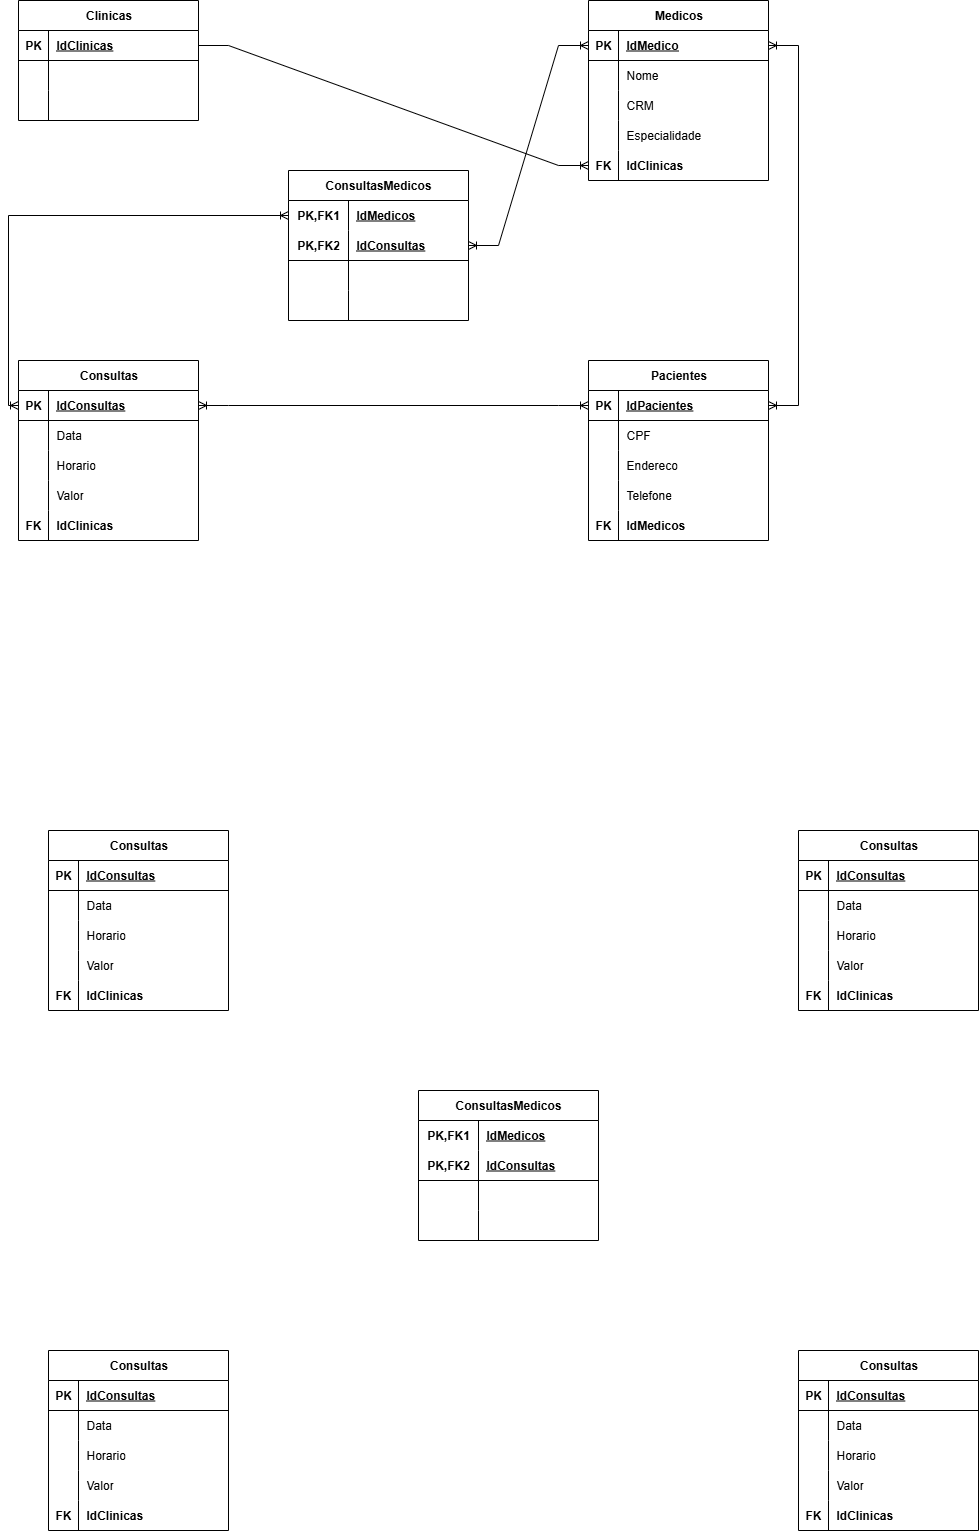 Clinicas
PK IdClinicas
Medicos
PK IdMedico
Nome
CRM
Especialidade
FK IdClinicas
ConsultasMedicos
PK,FK1 IdMedicos
PK,FK2 IdConsultas
Consultas
PK IdConsultas
Data
Horario
Valor
FK IdClinicas
Pacientes
PK IdPacientes
CPF
Endereco
Telefone
FK IdMedicos
Consultas
PK IdConsultas
Data
Horario
Valor
FK IdClinicas
Consultas
PK IdConsultas
Data
Horario
Valor
FK IdClinicas
ConsultasMedicos
PK,FK1 IdMedicos
PK,FK2 IdConsultas
Consultas
PK IdConsultas
Data
Horario
Valor
FK IdClinicas
Consultas
PK IdConsultas
Data
Horario
Valor
FK IdClinicas